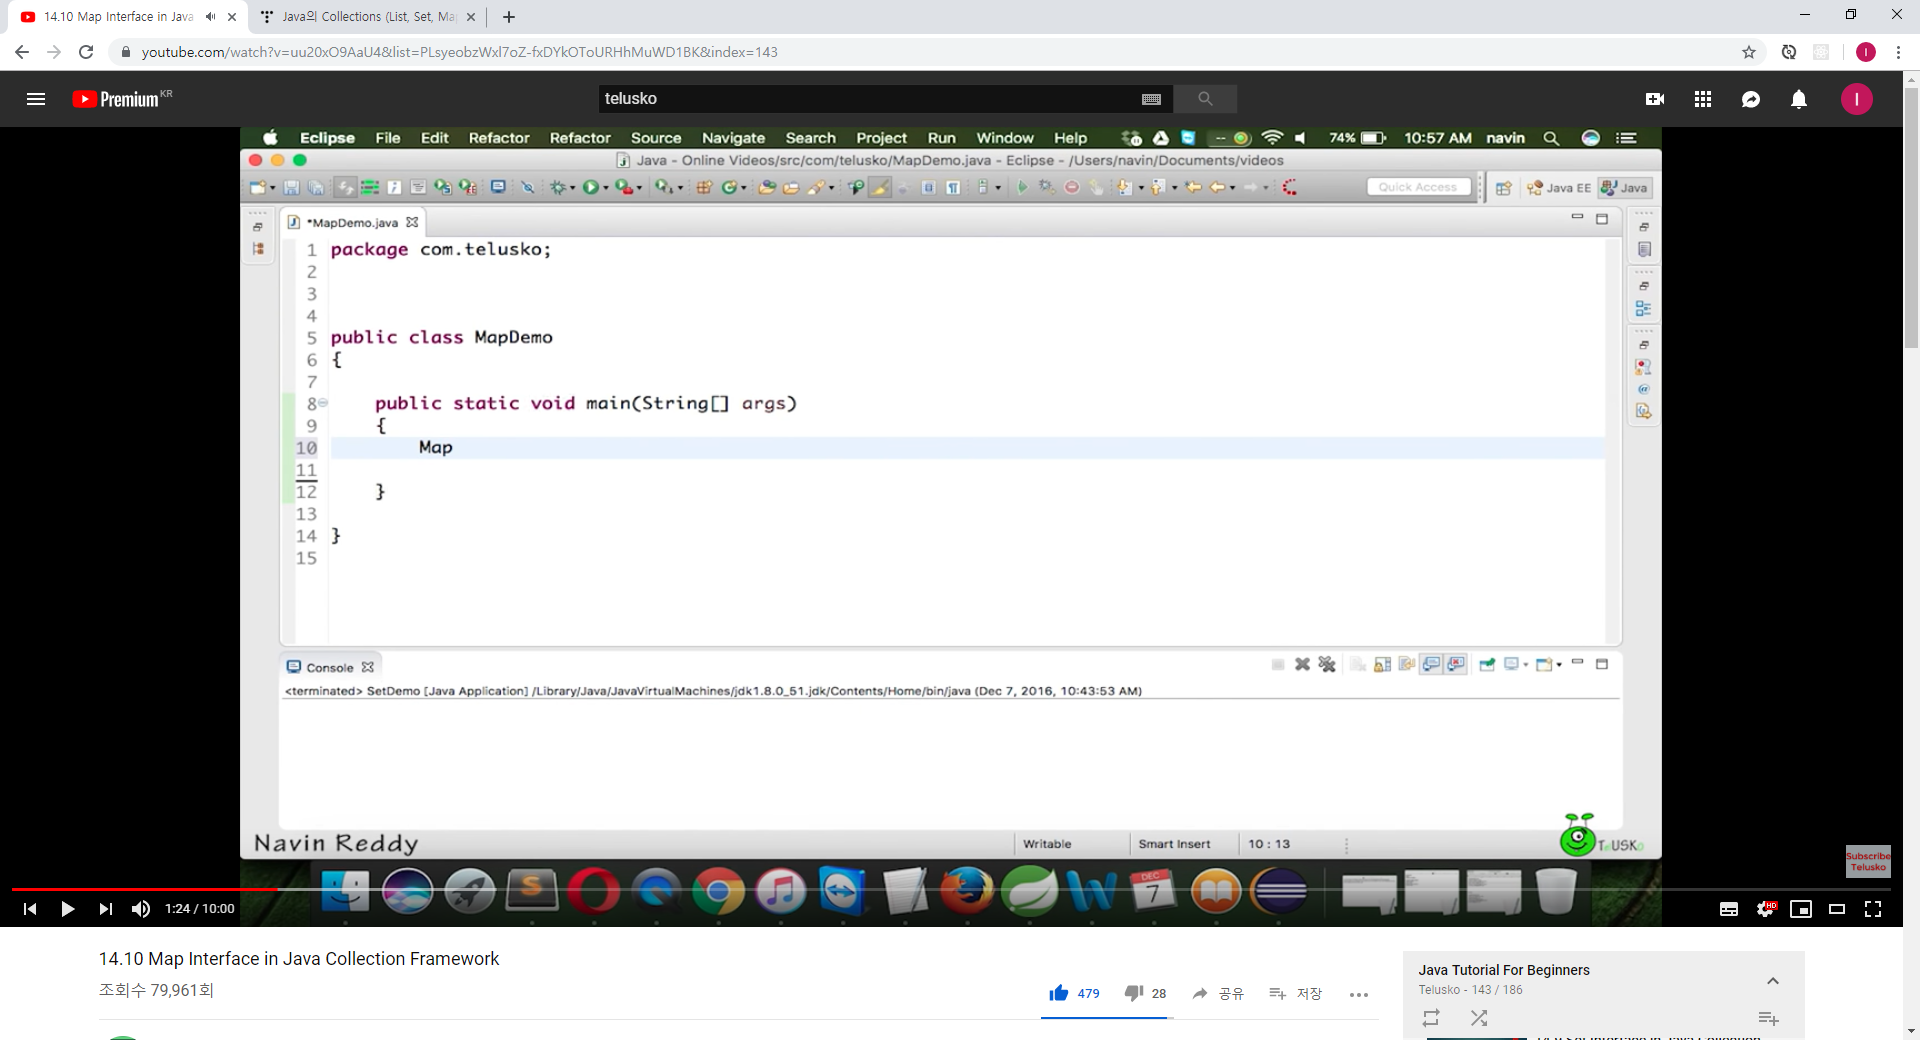 14.10 Map Interface in Java
Java의 Collections (List, Set, Ma
youtube.com/watch?v=uu20xO9AaU4&list=PLsyeobzWxl7oZ-fxDYkOToURHhMuWD1BK&index=143
Premium KR
telusko
I
Eclipse File Edit Refactor Refactor Source Navigate Search Project Run Window Help 74% 10:57 AM navin
Java - Online Videos/src/com/telusko/MapDemo.java - Eclipse - /Users/navin/Documents/videos
Quick Access Java EE Java
*MapDemo.java
1 package com.telusko;
2
3
4
5 public class MapDemo
6 {
7
8 public static void main(String[] args)
9 {
10 Map
11
12 }
13
14 }
15
Console
<terminated> SetDemo [Java Application] /Library/Java/JavaVirtualMachines/jdk1.8.0_51.jdk/Contents/Home/bin/java (Dec 7, 2016, 10:43:53 AM)
Navin Reddy
Writable Smart Insert 10 : 13
TelUSKo
Subscribe
Telusko
DEC
7
1:24 / 10:00
HD
14.10 Map Interface in Java Collection Framework
조회수 79,961회
479 28 공유 저장
Java Tutorial For Beginners
Telusko - 143 / 186